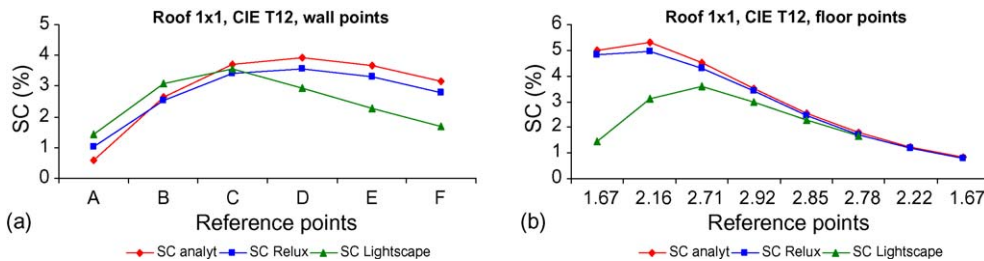 Roof 1x1, CIE T12, wall points
SC (%)
5
4
3
2
1
0
A B C D E F
Reference points
(a)
SC analyt SC Relux SC Lightscape
Roof 1x1, CIE T12, floor points
SC (%)
6
5
4
3
2
1
0
1.67 2.16 2.71 2.92 2.85 2.78 2.22 1.67
Reference points
(b)
SC analyt SC Relux SC Lightscape